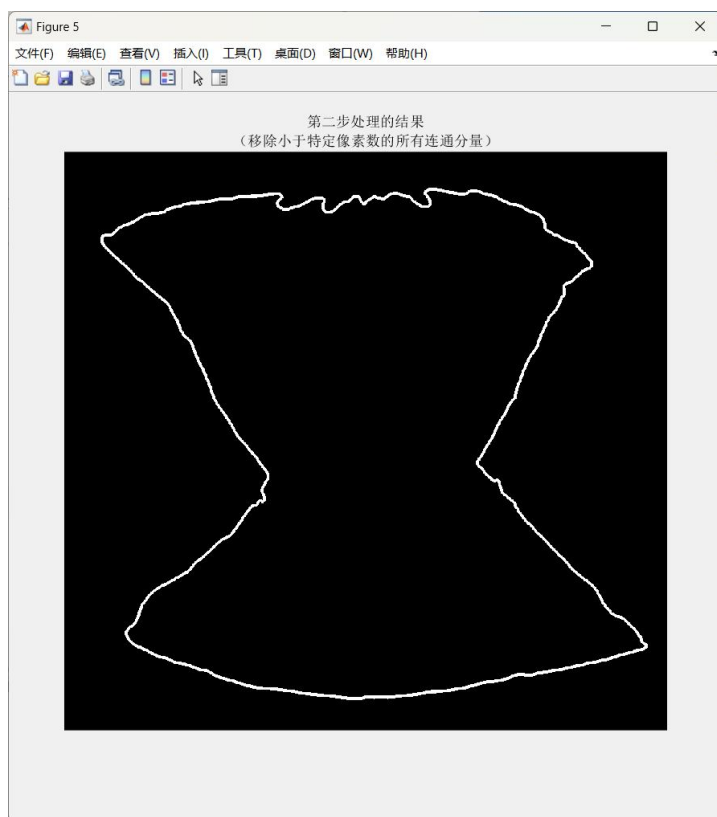 Figure 5
文件(F) 编辑(E) 查看(V) 插入(I) 工具(T) 桌面(D) 窗口(W) 帮助(H)
第二步处理的结果
（移除小于特定像素数的所有连通分量）